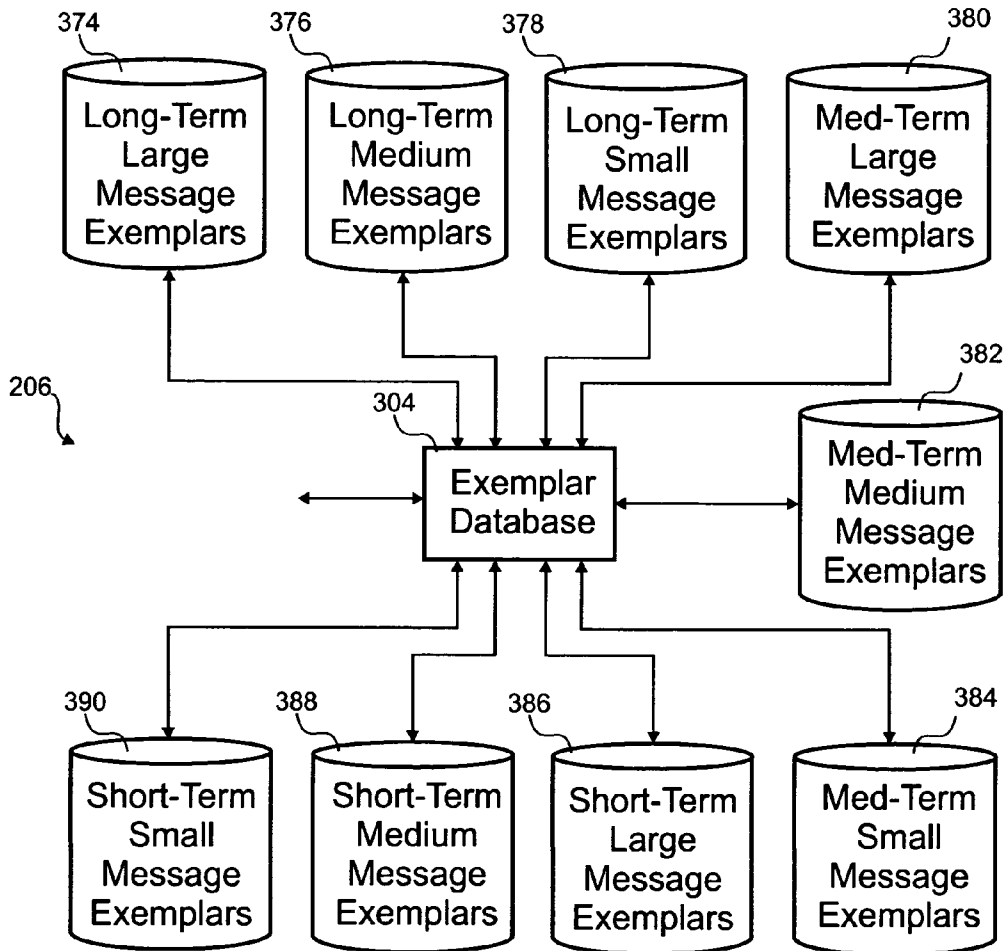 374
376
378
380
Long-Term
Large
Message
Exemplars
Long-Term
Medium
Message
Exemplars
Long-Term
Small
Message
Exemplars
Med-Term
Large
Message
Exemplars
206
304
382
Exemplar
Database
Med-Term
Medium
Message
Exemplars
390
388
386
384
Short-Term
Small
Message
Exemplars
Short-Term
Medium
Message
Exemplars
Short-Term
Large
Message
Exemplars
Med-Term
Small
Message
Exemplars